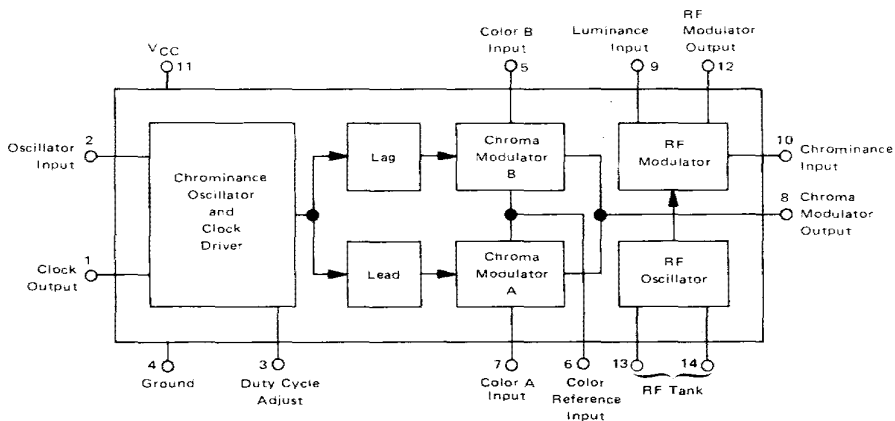 VCC
11
Color B
Input
5
Luminance
Input
9
RF
Modulator
Output
12
2
Oscillator
Input
Chrominance
Oscillator
and
Clock
Driver
Lag
Chroma
Modulator
B
RF
Modulator
10
Chrominance
Input
8
Chroma
Modulator
Output
1
Clock
Output
Lead
Chroma
Modulator
A
RF
Oscillator
4
Ground
3
Duty Cycle
Adjust
7
Color A
Input
6
Color
Reference
Input
13
14
RF Tank